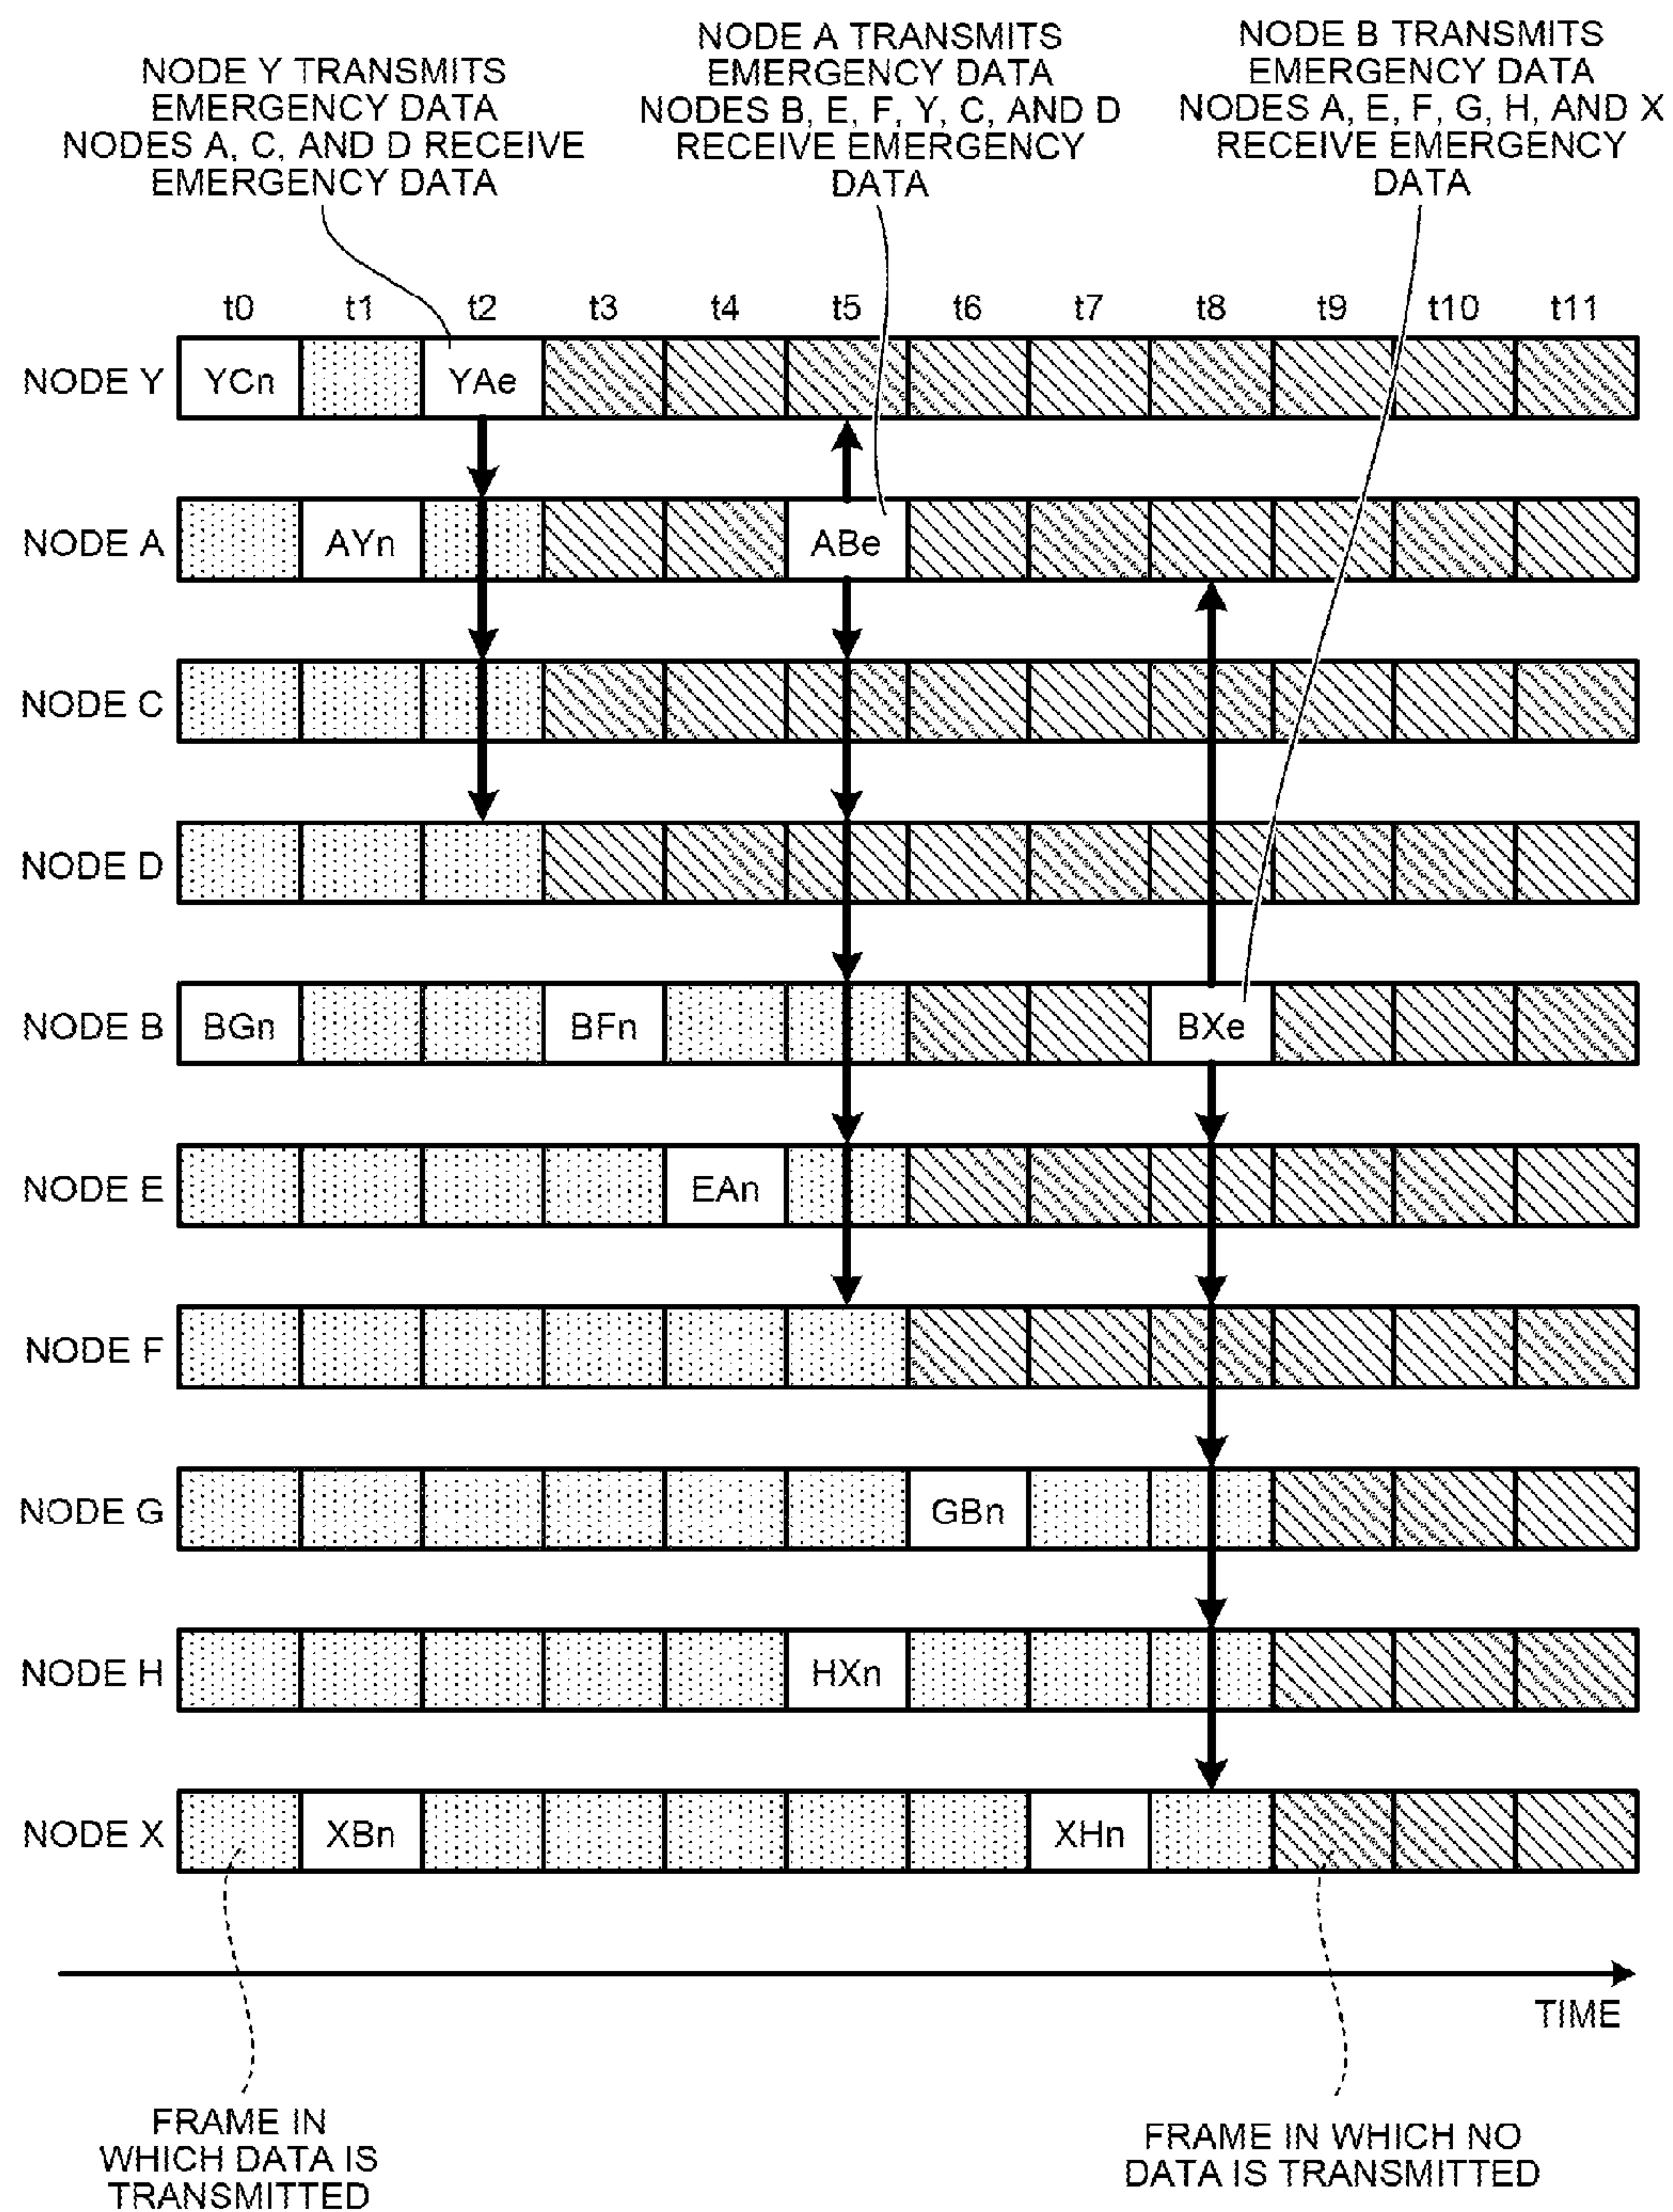 NODE Y TRANSMITS
EMERGENCY DATA
NODES A, C, AND D RECEIVE
EMERGENCY DATA
NODE A TRANSMITS
EMERGENCY DATA
NODES B, E, F, Y, C, AND D
RECEIVE EMERGENCY
DATA
NODE B TRANSMITS
EMERGENCY DATA
NODES A, E, F, G, H, AND X
RECEIVE EMERGENCY
DATA
t0 t1 t2 t3 t4 t5 t6 t7 t8 t9 t10 t11
NODE Y YCn YAe
NODE A AYn ABe
NODE C
NODE D
NODE B BGn BFn BXe
NODE E EAn
NODE F
NODE G GBn
NODE H HXn
NODE X XBn XHn
TIME
FRAME IN
WHICH DATA IS
TRANSMITTED
FRAME IN WHICH NO
DATA IS TRANSMITTED